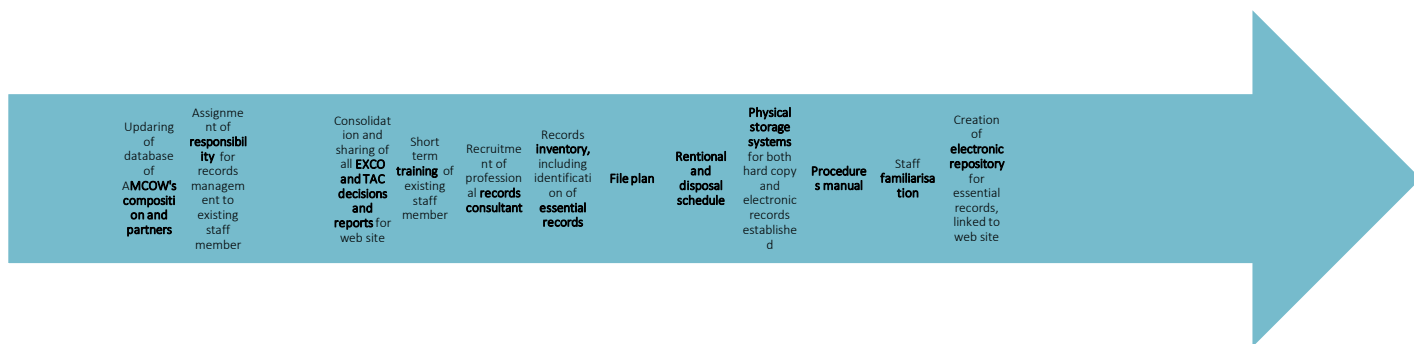 Updaring
of
database
of
AMCOW's
compositi
on and
partners
Assignme
nt of
responsibil
ity for
records
managem
ent to
existing
staff
member
Consolidat
ion and
sharing of
all EXCO
and TAC
decisions
and
reports for
web site
Short
term
training of
existing
staff
member
Recruitme
nt of
profession
al records
consultant
Records
inventory,
including
identificati
on of
essential
records
File plan
Rentional
and
disposal
schedule
Physical
storage
systems
for both
hard copy
and
electronic
records
establishe
d
Procedure
s manual
Staff
familiarisa
tion
Creation
of
electronic
repository
for
essential
records,
linked to
web site